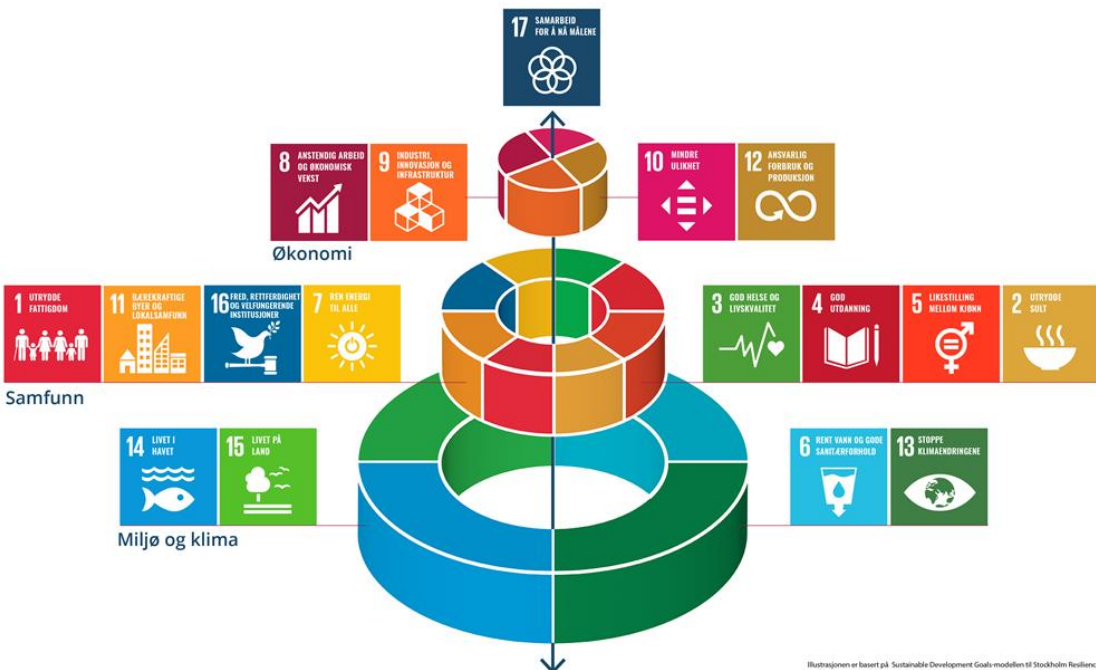 17 SAMARBEID
FOR Å NÅ MÅLENE
8 ANSTENDIG ARBEID
OG ØKONOMISK
VEKST
9 INDUSTRI,
INNOVASJON OG
INFRASTRUKTUR
10 MINDRE
ULIKHET
12 ANSVARLIG
FORBRUK OG
PRODUKSJON
Økonomi
1 UTRYDDE
FATTIGDOM
11 BÆREKRAFTIGE
BYER OG
LOKALSAMFUNN
16 FRED, RETTFERDIGHET
OG VELFUNGERENDE
INSTITUSJONER
7 REN ENERGI
TIL ALLE
3 GOD HELSE OG
LIVSKVALITET
4 GOD
UTDANNING
5 LIKESTILLING
MELLOM KJØNN
2 UTRYDDE
SULT
Samfunn
14 LIVET I
HAVET
15 LIVET PÅ
LAND
6 RENT VANN OG GODE
SANITÆRFORHOLD
13 STOPPE
KLIMAENDRINGENE
Miljø og klima
Illustrasjonen er basert på Sustainable Development Goals-modellen til Stockholm Resilienc